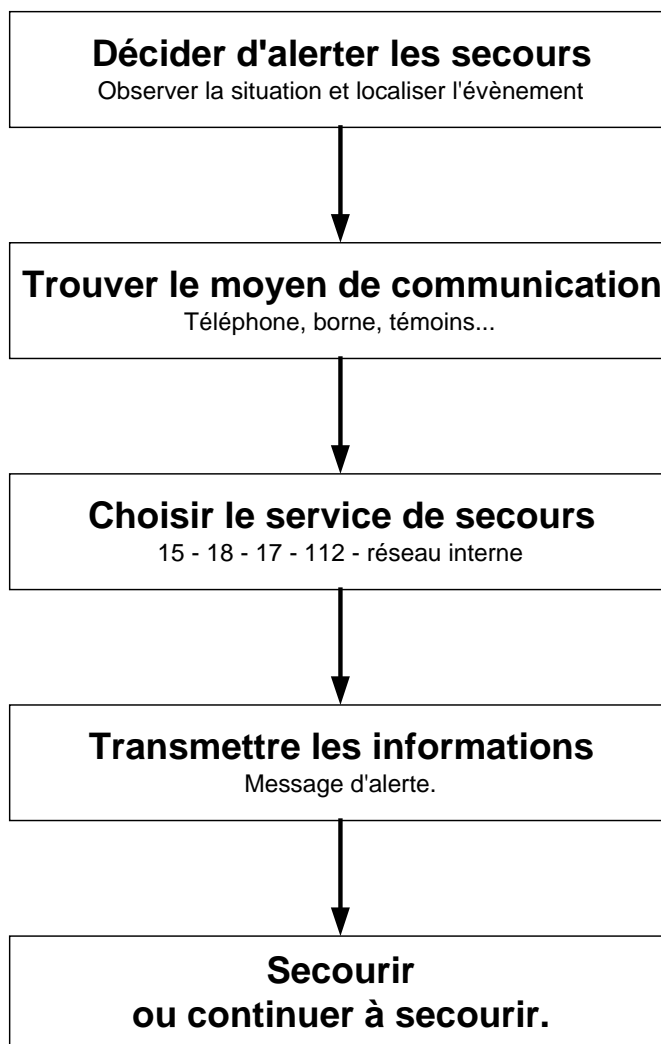 Décider d'alerter les secours
Observer la situation et localiser l'évènement
Trouver le moyen de communication
Téléphone, borne, témoins...
Choisir le service de secours
15 - 18 - 17 - 112 - réseau interne
Transmettre les informations
Message d'alerte.
Secourir
ou continuer à secourir.